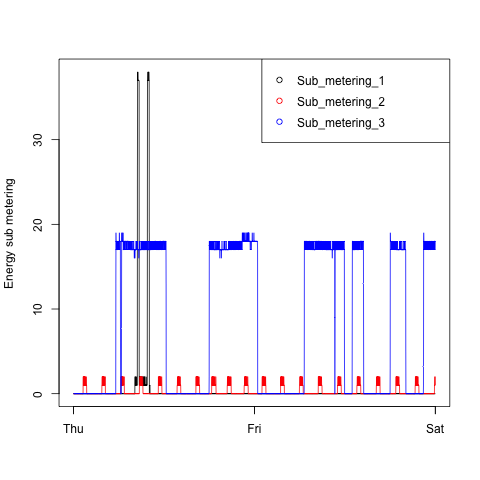 Sub_metering_1
Sub_metering_2
Sub_metering_3
Energy sub metering
30
20
10
0
Thu
Fri
Sat